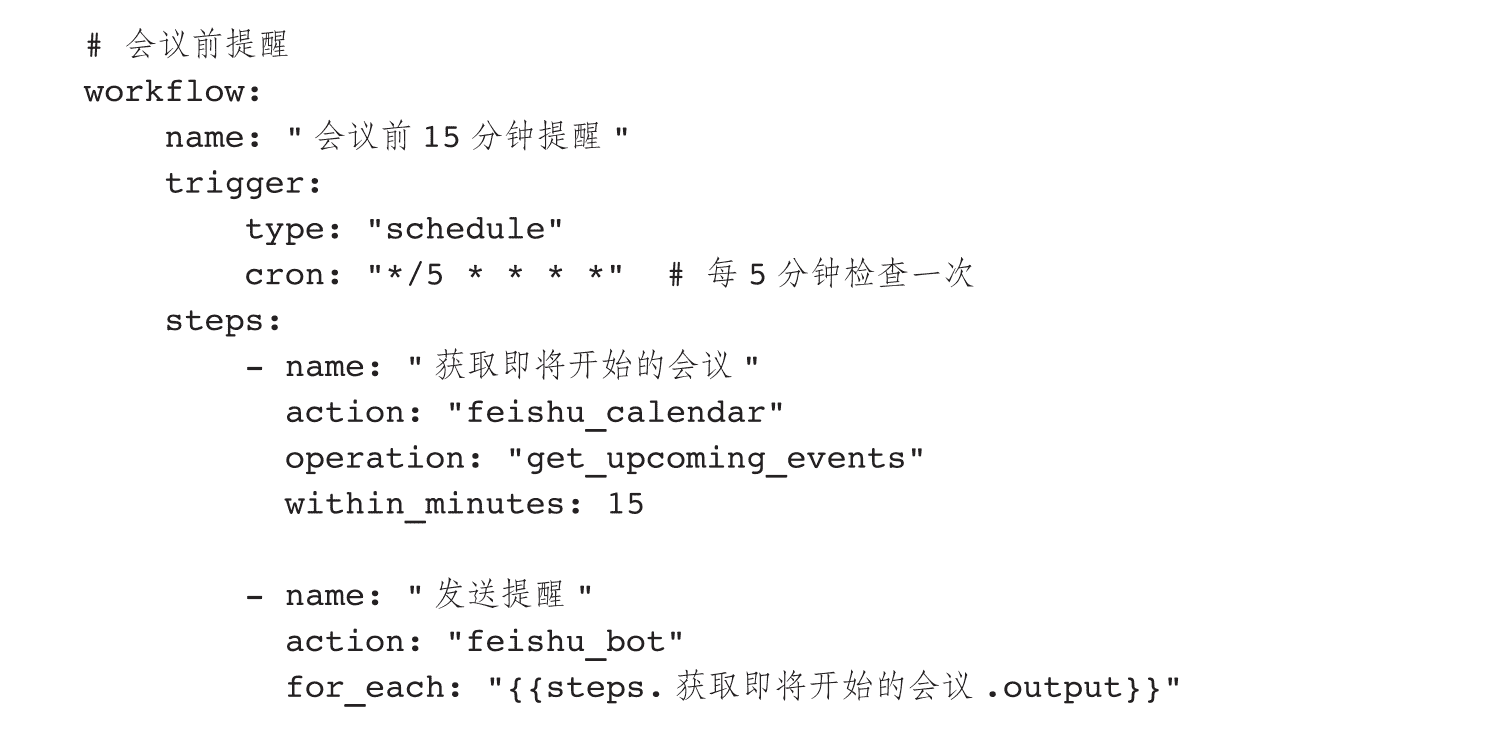 # 会议前提醒
workflow:
    name: "会议前15分钟提醒"
    trigger:
        type: "schedule"
        cron: "*/5 * * * *"  # 每5分钟检查一次
    steps:
        - name: "获取即将开始的会议"
          action: "feishu_calendar"
          operation: "get_upcoming_events"
          within_minutes: 15

        - name: "发送提醒"
          action: "feishu_bot"
          for_each: "{{steps.获取即将开始的会议.output}}"